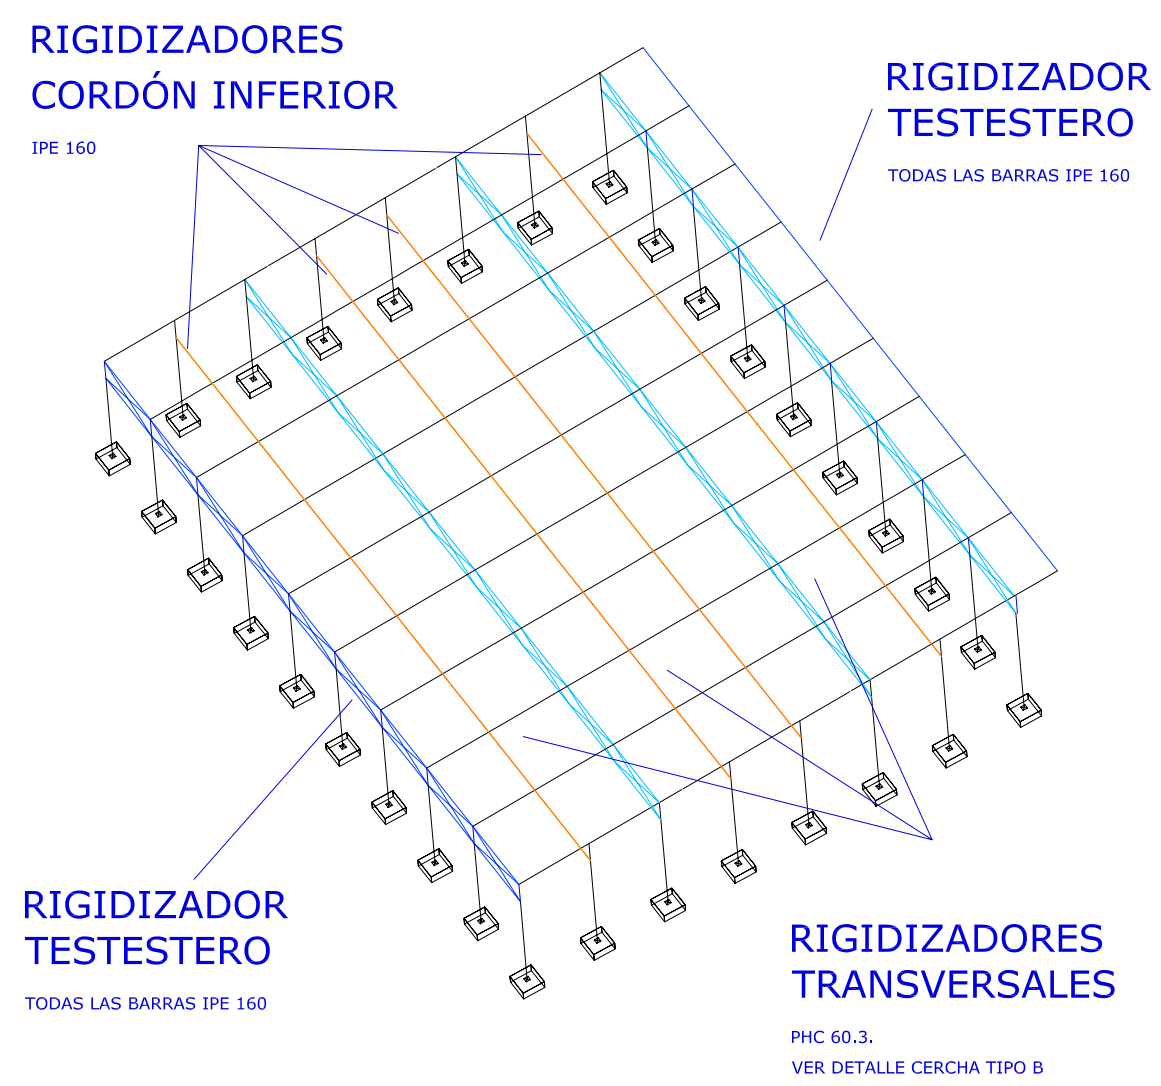 RIGIDIZADORES
CORDÓN INFERIOR
IPE 160
RIGIDIZADOR
TESTESTERO
TODAS LAS BARRAS IPE 160
RIGIDIZADOR
TESTESTERO
TODAS LAS BARRAS IPE 160
RIGIDIZADORES
TRANSVERSALES
PHC 60.3.
VER DETALLE CERCHA TIPO B